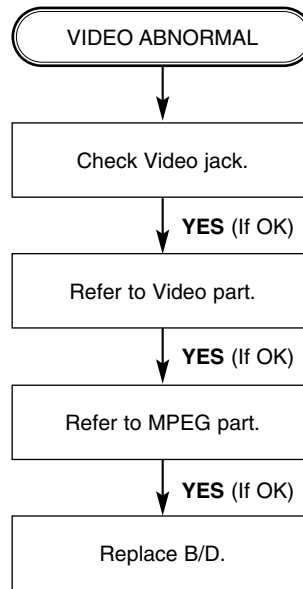 VIDEO ABNORMAL
Check Video jack.
YES (If OK)
Refer to Video part.
YES (If OK)
Refer to MPEG part.
YES (If OK)
Replace B/D.